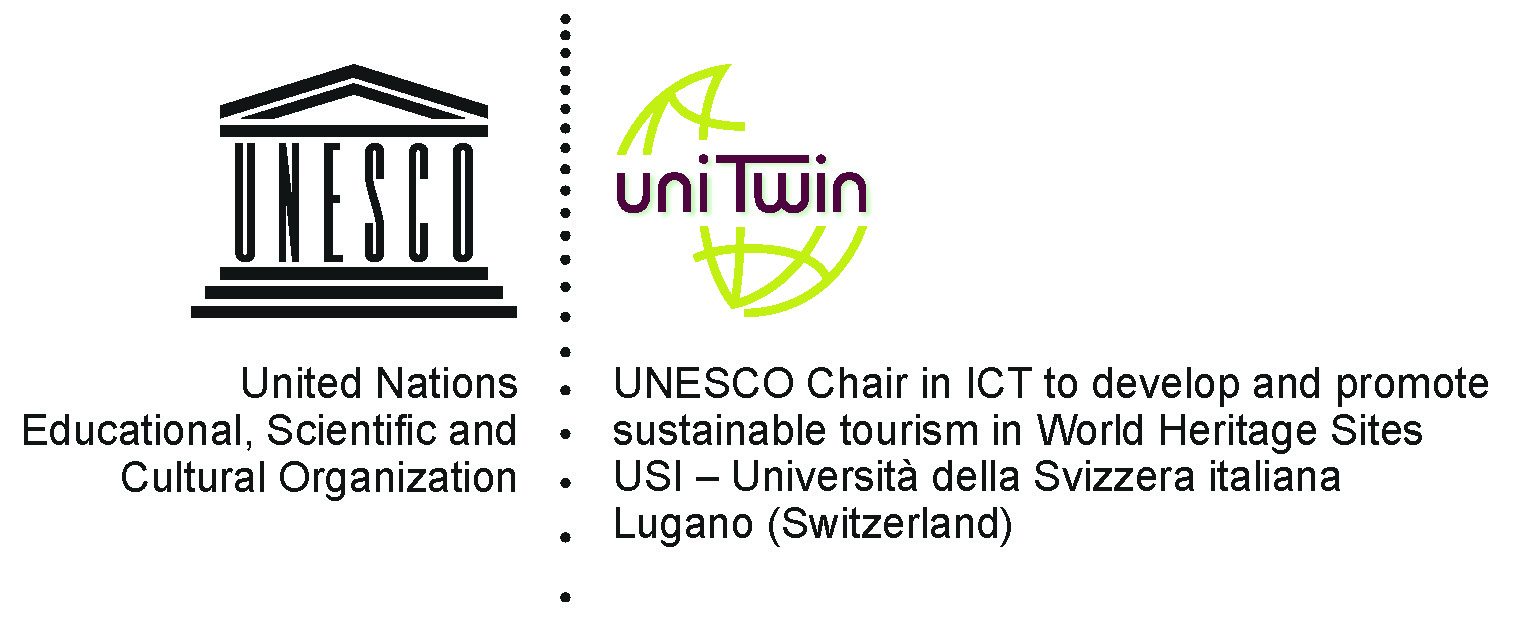 UNESCO
United Nations
Educational, Scientific and
Cultural Organization
uniTwin
UNESCO Chair in ICT to develop and promote
sustainable tourism in World Heritage Sites
USI – Università della Svizzera italiana
Lugano (Switzerland)